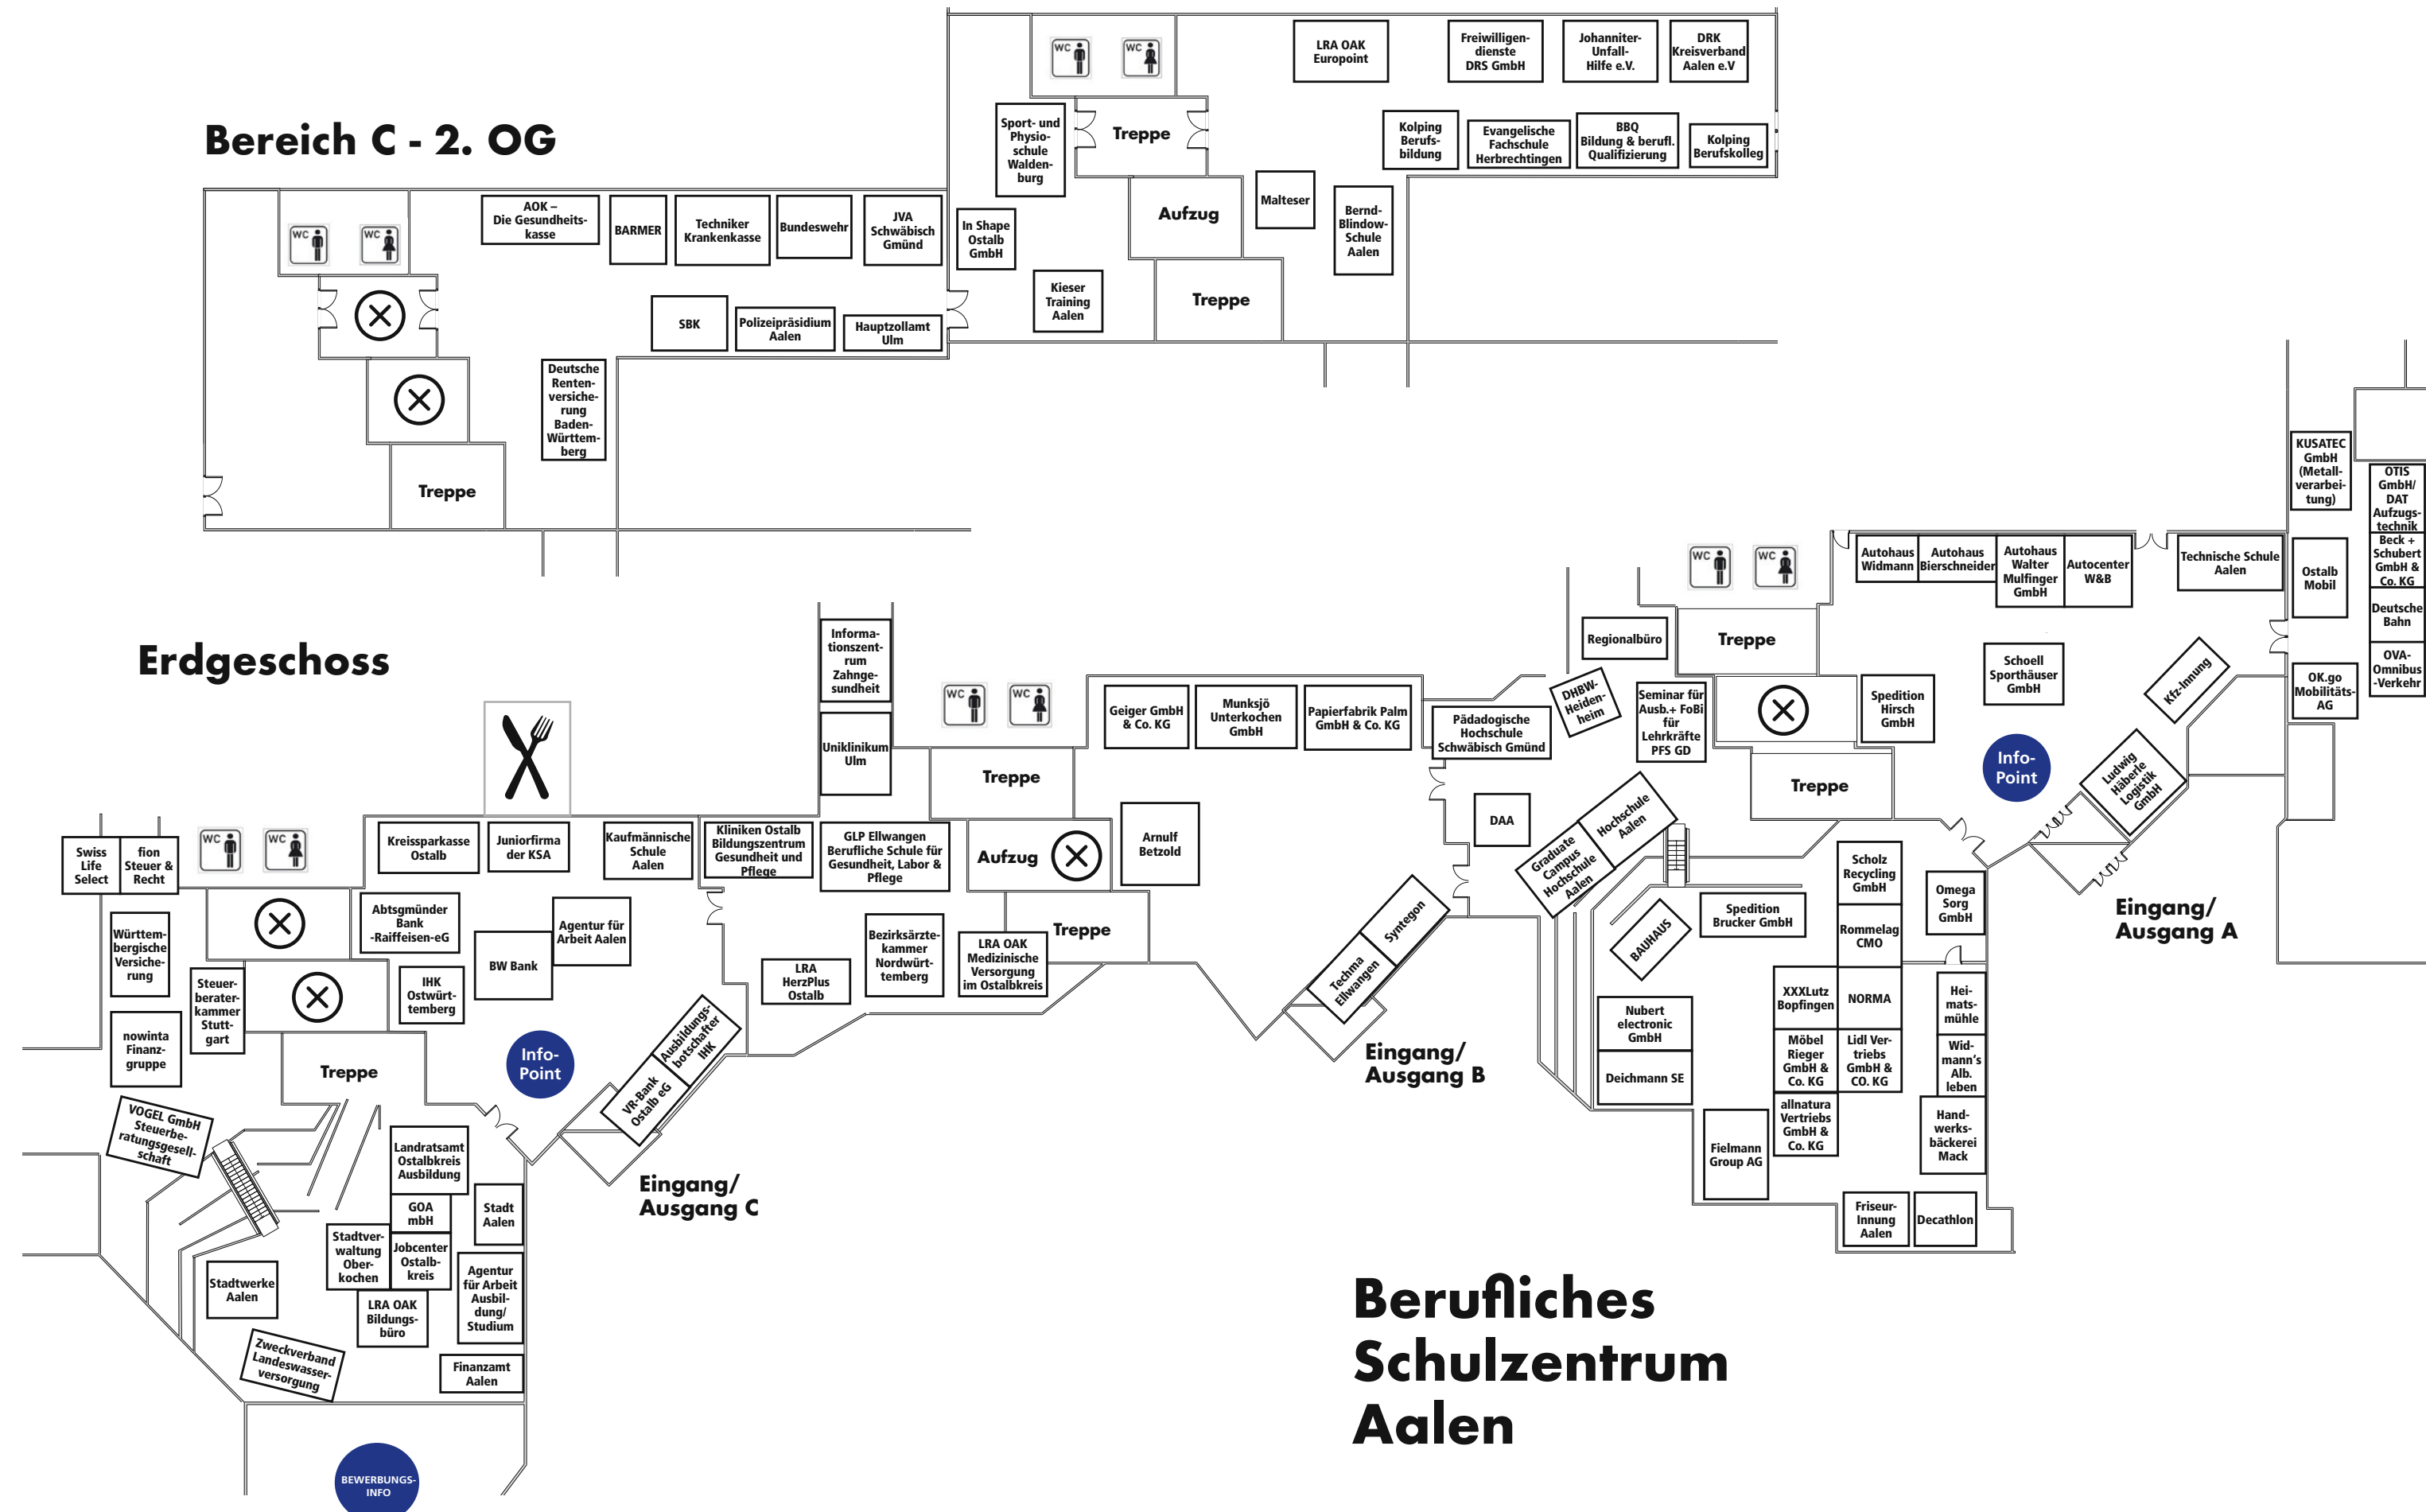 Bereich C - 2. OG
WC
WC
AOK –
Die Gesundheits-
kasse
BARMER
Techniker
Krankenkasse
Bundeswehr
JVA
Schwäbisch
Gmünd
SBK
Polizeipräsidium
Aalen
Hauptzollamt
Ulm
Deutsche
Renten-
versiche-
rung
Baden-
Württem-
berg
Treppe
WC
WC
Treppe
Sport- und
Physio-
schule
Walden-
burg
In Shape
Ostalb
GmbH
Kieser
Training
Aalen
Aufzug
Treppe
Malteser
Bernd-
Blindow-
Schule
Aalen
LRA OAK
Europoint
Freiwilligen-
dienste
DRS GmbH
Johanniter-
Unfall-
Hilfe e.V.
DRK
Kreisverband
Aalen e.V
Kolping
Berufs-
bildung
Evangelische
Fachschule
Herbrechtingen
BBQ
Bildung & berufl.
Qualifizierung
Kolping
Berufskolleg
Erdgeschoss
Swiss
Life
Select
fion
Steuer &
Recht
WC
WC
Württem-
bergische
Versiche-
rung
Steuer-
berater-
kammer
Stutt-
gart
nowinta
Finanz-
gruppe
VOGEL GmbH
Steuerbe-
ratungsgesell-
schaft
Treppe
Kreissparkasse
Ostalb
Juniorfirma
der KSA
Kaufmännische
Schule
Aalen
Abtsgmünder
Bank
-Raiffeisen-eG
BW Bank
Agentur für
Arbeit Aalen
IHK
Ostwürt-
temberg
Info-
Point
Ausbildungs-
botschafter
IHK
VR-Bank
Ostalb eG
Eingang/
Ausgang C
Landratsamt
Ostalbkreis
Ausbildung
GOA
mbH
Stadt
Aalen
Stadtver-
waltung
Ober-
kochen
Jobcenter
Ostalb-
kreis
Agentur
für Arbeit
Ausbil-
dung/
Studium
LRA OAK
Bildungs-
büro
Stadtwerke
Aalen
Zweckverband
Landeswasser-
versorgung
Finanzamt
Aalen
BEWERBUNGS-
INFO
Informa-
tionszent-
rum
Zahnge-
sundheit
Uniklinikum
Ulm
Kliniken Ostalb
Bildungszentrum
Gesundheit und
Pflege
GLP Ellwangen
Berufliche Schule für
Gesundheit, Labor &
Pflege
WC
WC
Treppe
Aufzug
Treppe
LRA
HerzPlus
Ostalb
Bezirksärzte-
kammer
Nordwürt-
temberg
LRA OAK
Medizinische
Versorgung
im Ostalbkreis
Geiger GmbH
& Co. KG
Munksjö
Unterkochen
GmbH
Papierfabrik Palm
GmbH & Co. KG
Arnulf
Betzold
Syntegon
Techma
Ellwangen
Eingang/
Ausgang B
Pädadogische
Hochschule
Schwäbisch Gmünd
DAA
DHBW-
Heiden-
heim
Regionalbüro
Seminar für
Ausb.+ FoBi
für
Lehrkräfte
PFS GD
Hochschule
Aalen
Graduate
Campus
Hochschule
Aalen
WC
WC
Treppe
Treppe
Spedition
Hirsch
GmbH
Autohaus
Widmann
Autohaus
Bierschneider
Autohaus
Walter
Mulfinger
GmbH
Autocenter
W&B
Technische Schule
Aalen
Schoell
Sporthäuser
GmbH
Kfz-Innung
Info-
Point
Ludwig
Häberle
Logistik
GmbH
Eingang/
Ausgang A
KUSATEC
GmbH
(Metall-
verarbei-
tung)
OTIS
GmbH/
DAT
Aufzugs-
technik
Beck +
Schubert
GmbH &
Co. KG
Ostalb
Mobil
Deutsche
Bahn
OVA-
Omnibus
-Verkehr
OK.go
Mobilitäts-
AG
BAUHAUS
Spedition
Brucker GmbH
Scholz
Recycling
GmbH
Omega
Sorg
GmbH
Rommelag
CMO
XXXLutz
Bopfingen
NORMA
Hei-
mats-
mühle
Nubert
electronic
GmbH
Deichmann SE
Möbel
Rieger
GmbH &
Co. KG
Lidl Ver-
triebs
GmbH &
CO. KG
Wid-
mann's
Alb.
leben
allnatura
Vertriebs
GmbH &
Co. KG
Hand-
werks-
bäckerei
Mack
Fielmann
Group AG
Friseur-
Innung
Aalen
Decathlon
Berufliches
Schulzentrum
Aalen